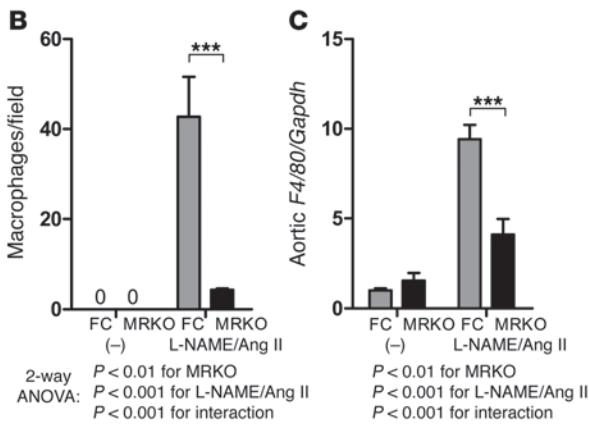 B
Macrophages/field
60
40
20
0
***
0 0
FC MRKO FC MRKO
(–) L-NAME/Ang II
2-way
ANOVA:
P < 0.01 for MRKO
P < 0.001 for L-NAME/Ang II
P < 0.001 for interaction
C
Aortic F4/80/Gapdh
15
10
5
0
***
FC MRKO FC MRKO
(–) L-NAME/Ang II
P < 0.01 for MRKO
P < 0.001 for L-NAME/Ang II
P < 0.001 for interaction